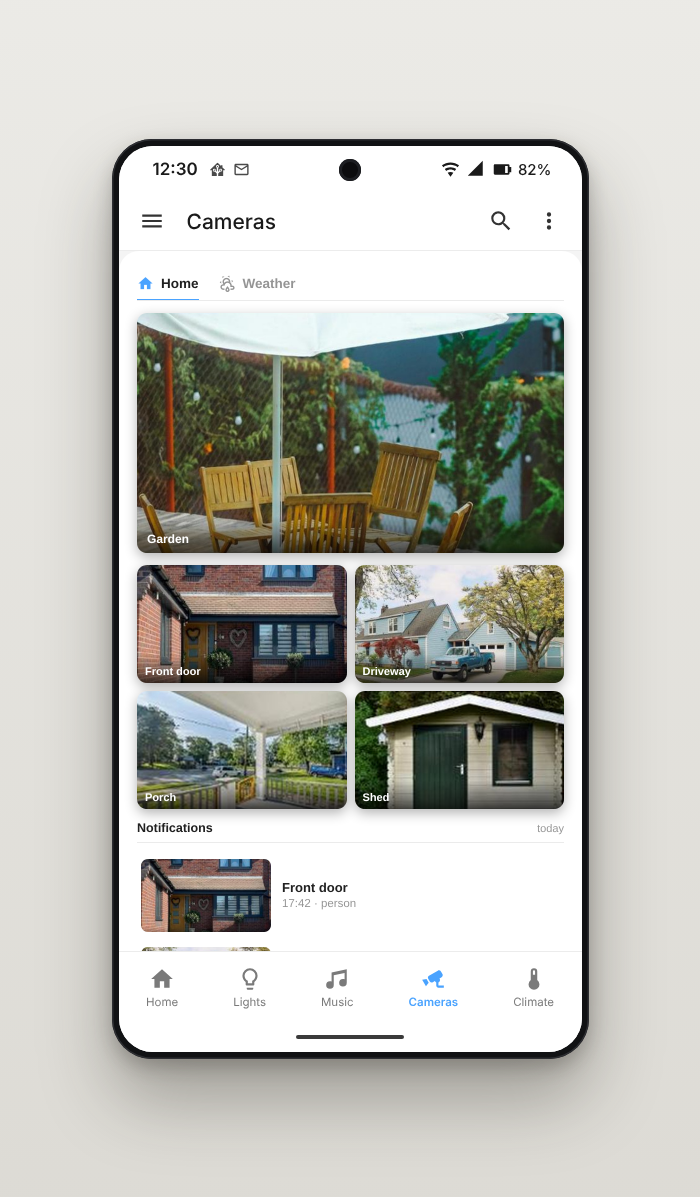 12:30
82%
Cameras
Home
Weather
Garden
Front door
Driveway
Porch
Shed
Notifications
today
Front door
17:42 · person
Home
Lights
Music
Cameras
Climate